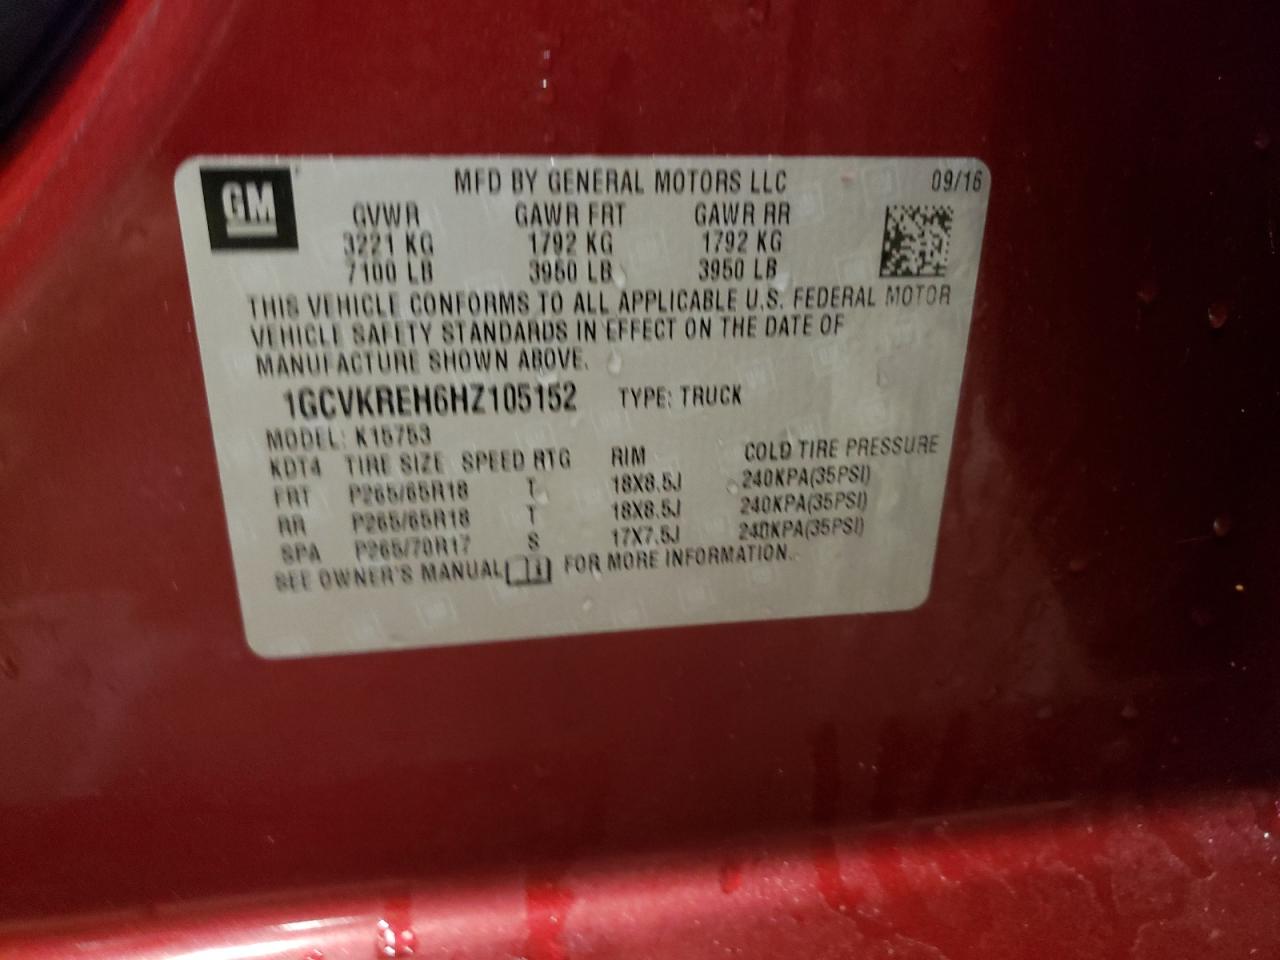 GM MFD BY GENERAL MOTORS LLC 09/16
GVWR GAWR FRT GAWR RR
3221 KG 1792 KG 1792 KG
7100 LB 3950 LB 3950 LB
THIS VEHICLE CONFORMS TO ALL APPLICABLE U.S. FEDERAL MOTOR
VEHICLE SAFETY STANDARDS IN EFFECT ON THE DATE OF
MANUFACTURE SHOWN ABOVE.
1GCVKREH6HZ105152 TYPE: TRUCK
MODEL: K15753
KDT4 TIRE SIZE SPEED RTG RIM COLD TIRE PRESSURE
FRT P265/65R18 T 18X8.5J 240KPA(35PSI)
RR P265/65R18 T 18X8.5J 240KPA(35PSI)
SPA P265/70R17 S 17X7.5J 240KPA(35PSI)
SEE OWNER'S MANUAL FOR MORE INFORMATION.